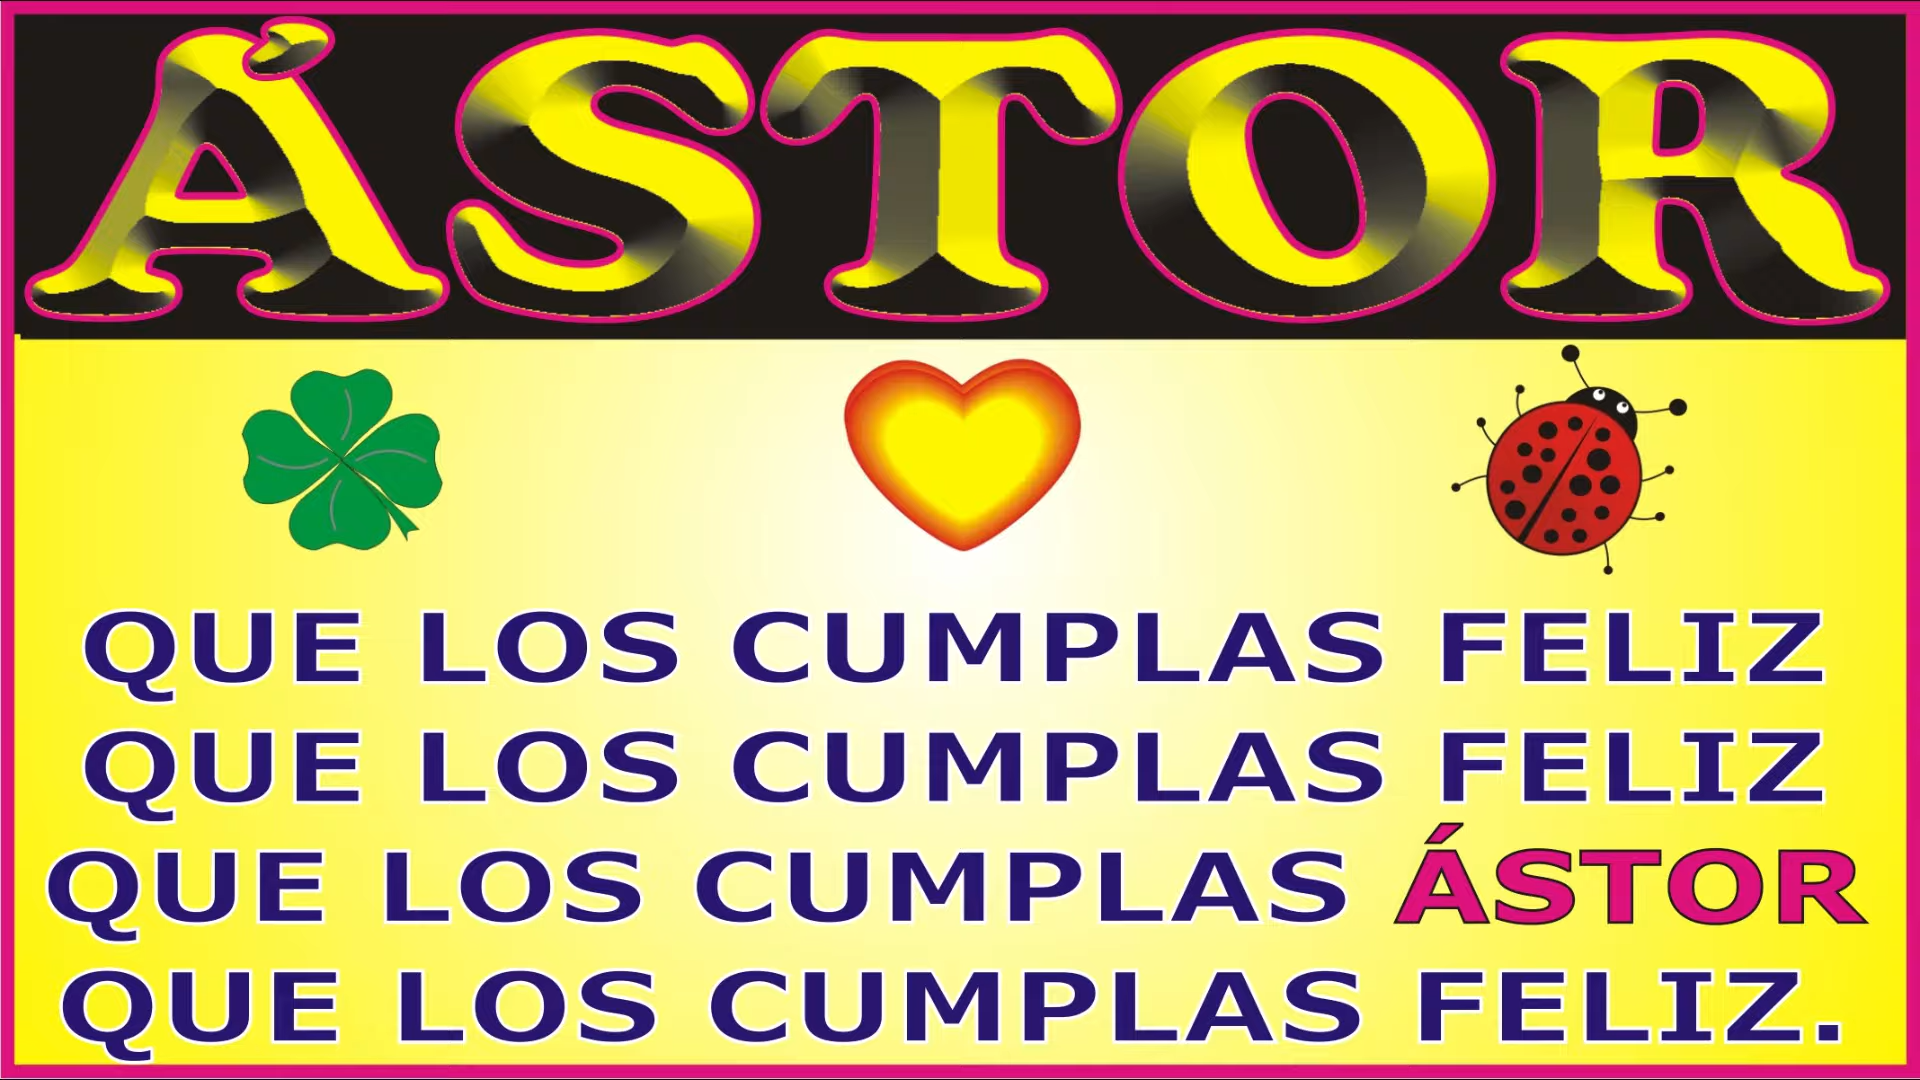 ÁSTOR
QUE LOS CUMPLAS FELIZ
QUE LOS CUMPLAS FELIZ
QUE LOS CUMPLAS ÁSTOR
QUE LOS CUMPLAS FELIZ.